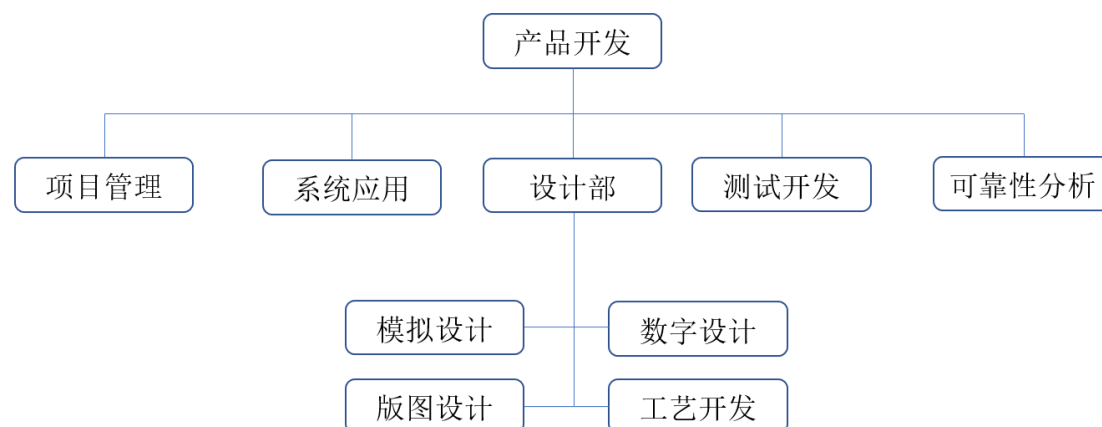 产品开发
项目管理
系统应用
设计部
测试开发
可靠性分析
模拟设计
数字设计
版图设计
工艺开发